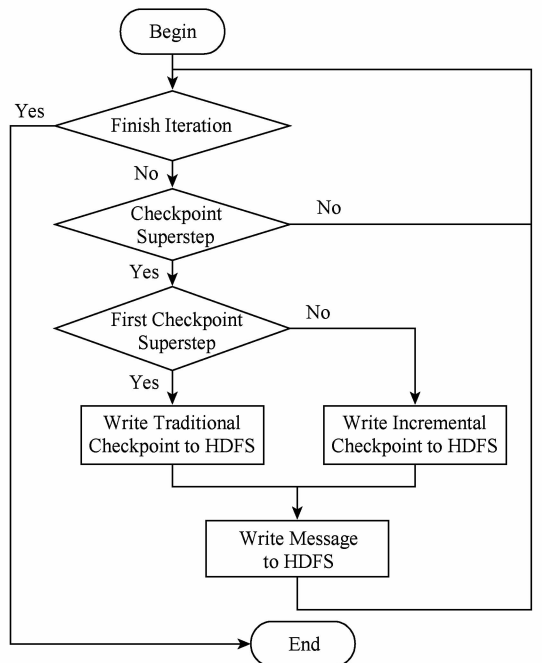 Begin
Yes
Finish Iteration
No
Checkpoint
Superstep
No
Yes
First Checkpoint
Superstep
No
Yes
Write Traditional
Checkpoint to HDFS
Write Incremental
Checkpoint to HDFS
Write Message
to HDFS
End